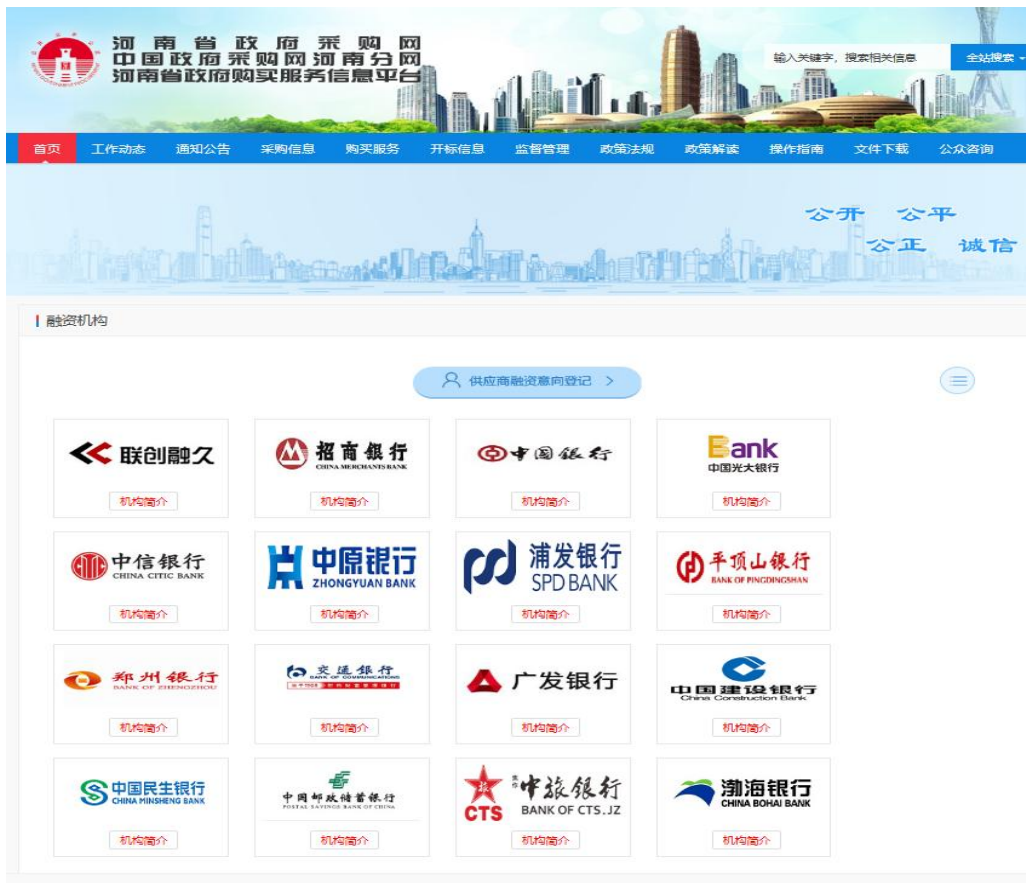 河南省政府采购网
中国政府采购网河南分网
河南省政府购买服务信息平台
输入关键字，搜索相关信息 全站搜索
首页 工作动态 通知公告 采购信息 购买服务 开标信息 监督管理 政策法规 政策解读 操作指南 文件下载 公众咨询
公开 公平
公正 诚信
融资机构
供应商融资意向登记 >
联创融久
机构简介
招商银行
CHINA MERCHANTS BANK
机构简介
中国银行
机构简介
Bank
中国光大银行
机构简介
中信银行
CHINA CITIC BANK
机构简介
中原银行
ZHONGYUAN BANK
机构简介
浦发银行
SPD BANK
机构简介
平顶山银行
BANK OF PINGDINGSHAN
机构简介
郑州银行
BANK OF ZHENGZHOU
机构简介
交通银行
BANK OF COMMUNICATIONS
机构简介
广发银行
机构简介
中国建设银行
China Construction Bank
机构简介
中国民生银行
CHINA MINSHENG BANK
机构简介
中国邮政储蓄银行
POSTAL SAVINGS BANK OF CHINA
机构简介
旅
CTS
焦作中旅银行
BANK OF CTS.JZ
机构简介
渤海银行
CHINA BOHAI BANK
机构简介